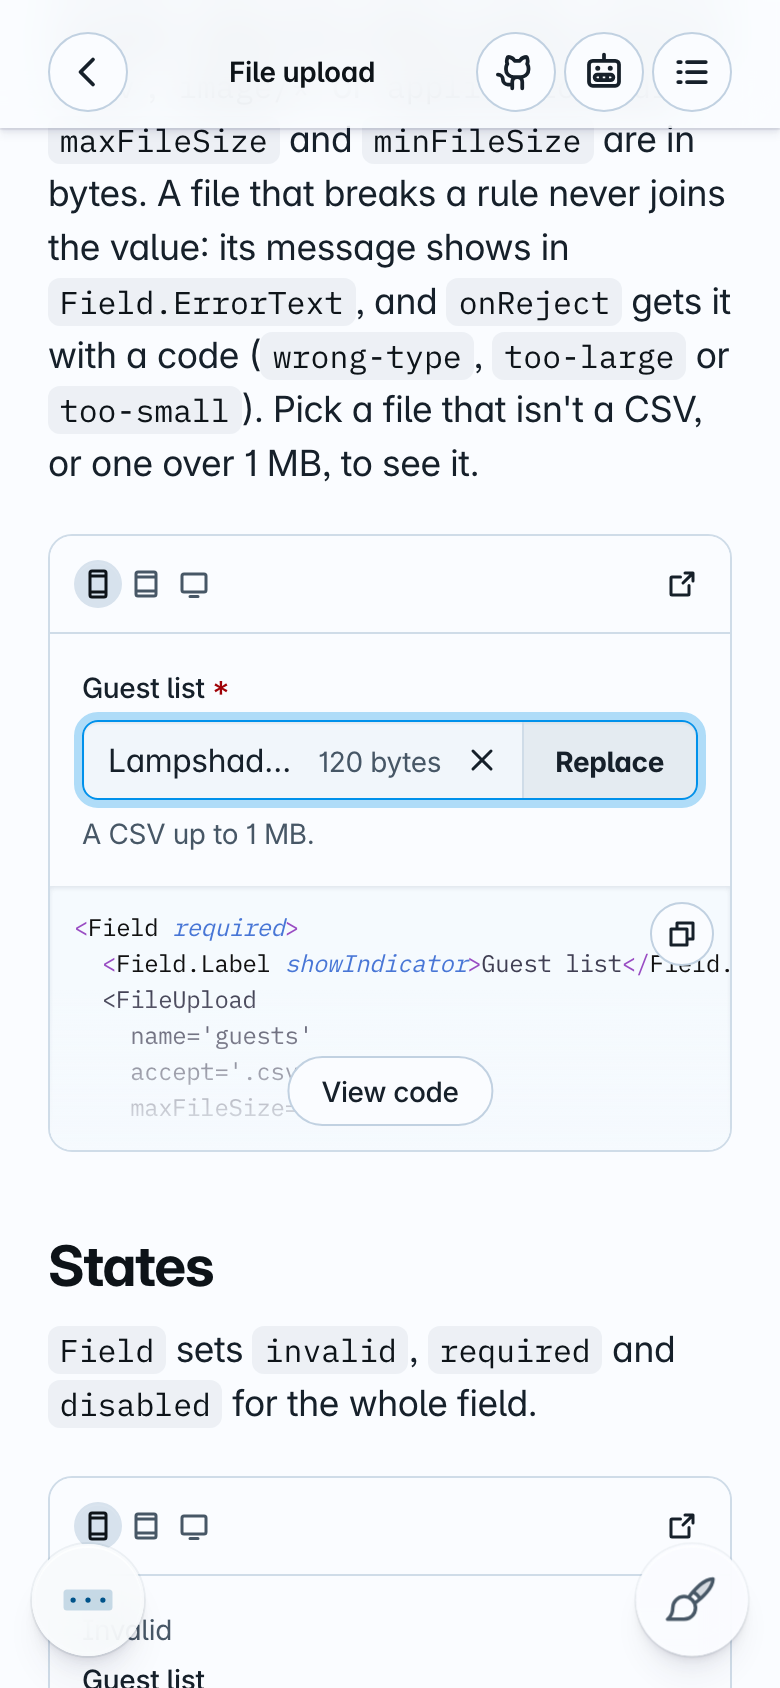 File upload
maxFileSize and minFileSize are in
bytes. A file that breaks a rule never joins
the value: its message shows in
Field.ErrorText, and onReject gets it
with a code (wrong-type, too-large or
too-small). Pick a file that isn't a CSV,
or one over 1 MB, to see it.
Guest list *
Lampshad... 120 bytes Replace
A CSV up to 1 MB.
<Field required>
<Field.Label showIndicator>Guest list</Field.
<FileUpload
name='guests'
accept='.csv
maxFileSize=
View code
States
Field sets invalid, required and
disabled for the whole field.
Invalid
Guest list